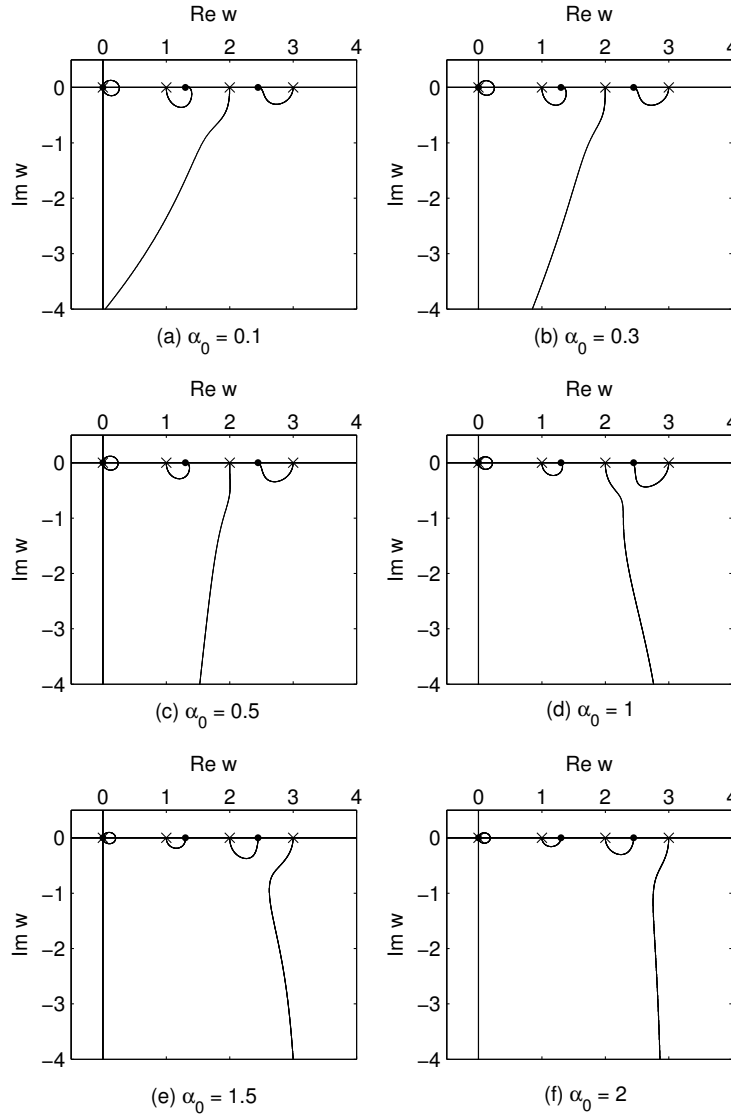 Re w
Re w
0 1 2 3 4
0 1 2 3 4
0
−1
−2
−3
−4
Im w
0
−1
−2
−3
−4
Im w
(a) α0 = 0.1
(b) α0 = 0.3
Re w
Re w
0 1 2 3 4
0 1 2 3 4
0
−1
−2
−3
−4
Im w
0
−1
−2
−3
−4
Im w
(c) α0 = 0.5
(d) α0 = 1
Re w
Re w
0 1 2 3 4
0 1 2 3 4
0
−1
−2
−3
−4
Im w
0
−1
−2
−3
−4
Im w
(e) α0 = 1.5
(f) α0 = 2